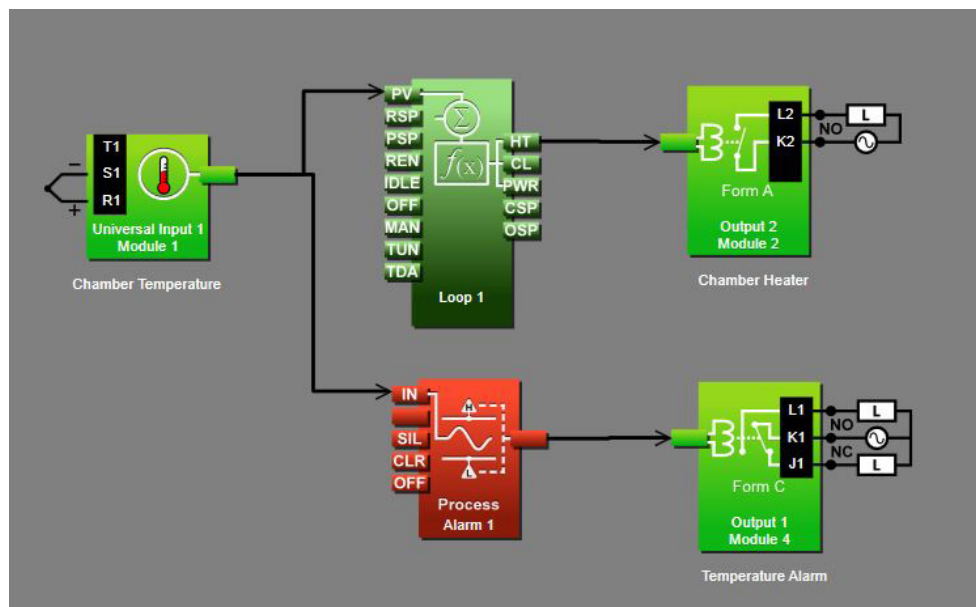 T1
S1
R1
−
+
Universal Input 1
Module 1
Chamber Temperature
PV
RSP
PSP
REN
IDLE
OFF
MAN
TUN
TDA
Σ
f(x)
HT
CL
PWR
CSP
OSP
Loop 1
L2
K2
NO
L
Form A
Output 2
Module 2
Chamber Heater
IN
SIL
CLR
OFF
H
L
Process
Alarm 1
L1
K1
J1
NO
NC
L
L
Form C
Output 1
Module 4
Temperature Alarm